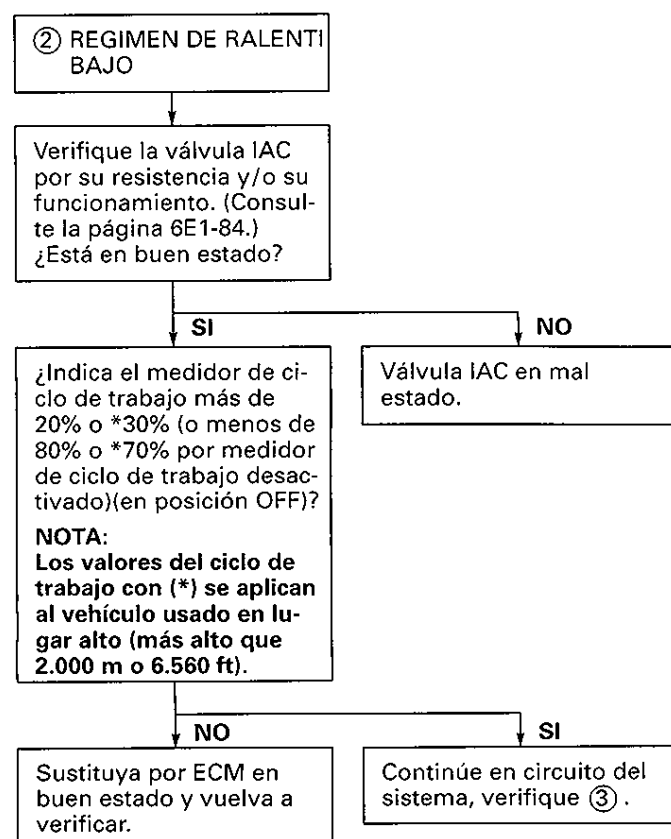 ② REGIMEN DE RALENTI
BAJO
Verifique la válvula IAC
por su resistencia y/o su
funcionamiento. (Consul-
te la página 6E1-84.)
¿Está en buen estado?
SI
NO
¿Indica el medidor de ci-
clo de trabajo más de
20% o *30% (o menos de
80% o *70% por medidor
de ciclo de trabajo desac-
tivado)(en posición OFF)?
NOTA:
Los valores del ciclo de
trabajo con (*) se aplican
al vehículo usado en lu-
gar alto (más alto que
2.000 m o 6.560 ft).
Válvula IAC en mal
estado.
NO
SI
Sustituya por ECM en
buen estado y vuelva a
verificar.
Continúe en circuito del
sistema, verifique ③ .